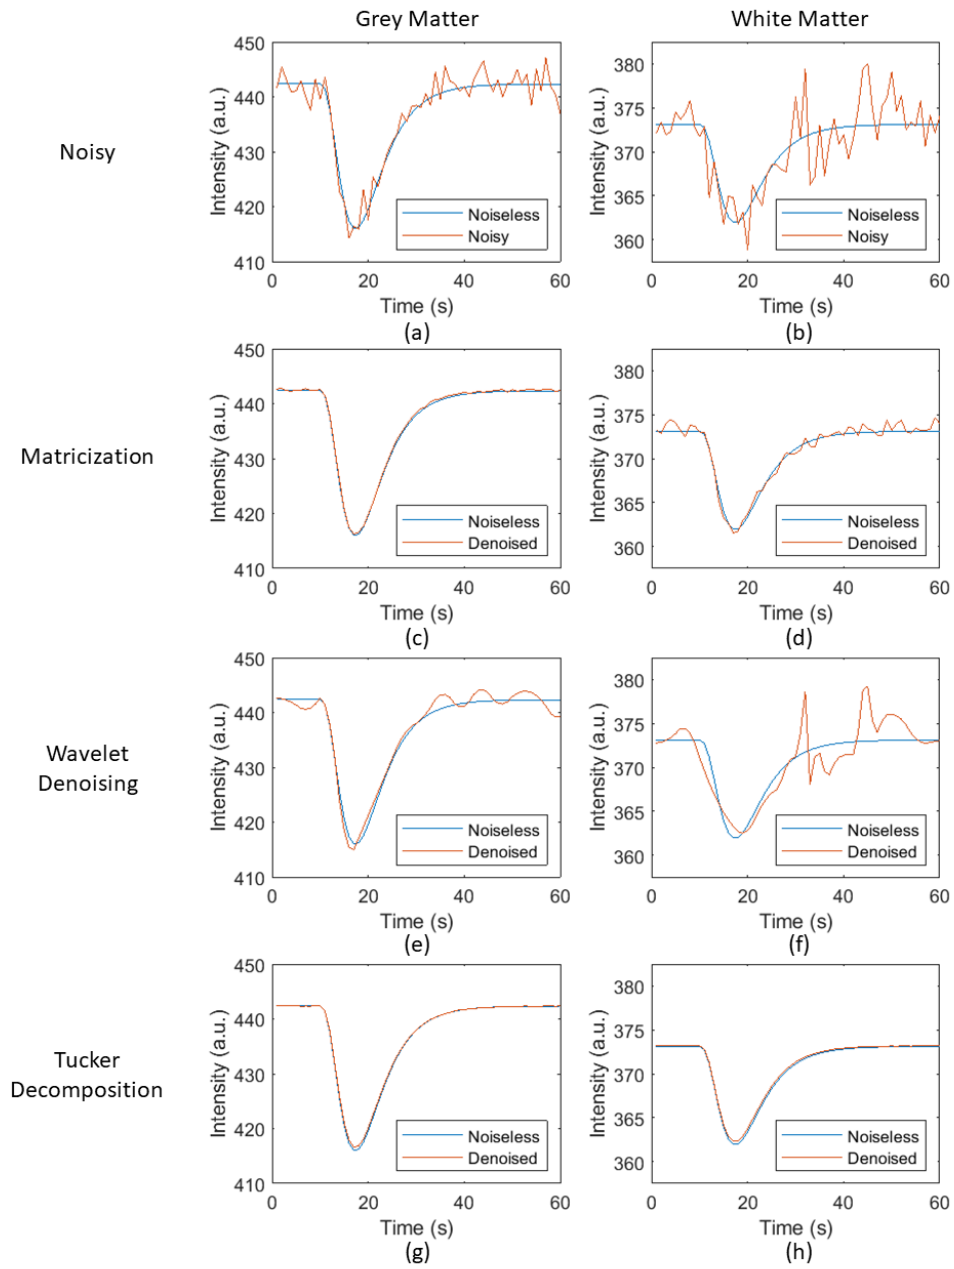 Grey Matter
White Matter
Noisy
450
440
430
420
410
Intensity (a.u.)
Noiseless
Noisy
0 20 40 60
Time (s)
(a)
380
375
370
365
360
Intensity (a.u.)
Noiseless
Noisy
0 20 40 60
Time (s)
(b)
Matricization
450
440
430
420
410
Intensity (a.u.)
Noiseless
Denoised
0 20 40 60
Time (s)
(c)
380
375
370
365
360
Intensity (a.u.)
Noiseless
Denoised
0 20 40 60
Time (s)
(d)
Wavelet
Denoising
450
440
430
420
410
Intensity (a.u.)
Noiseless
Denoised
0 20 40 60
Time (s)
(e)
380
375
370
365
360
Intensity (a.u.)
Noiseless
Denoised
0 20 40 60
Time (s)
(f)
Tucker
Decomposition
450
440
430
420
410
Intensity (a.u.)
Noiseless
Denoised
0 20 40 60
Time (s)
(g)
380
375
370
365
360
Intensity (a.u.)
Noiseless
Denoised
0 20 40 60
Time (s)
(h)